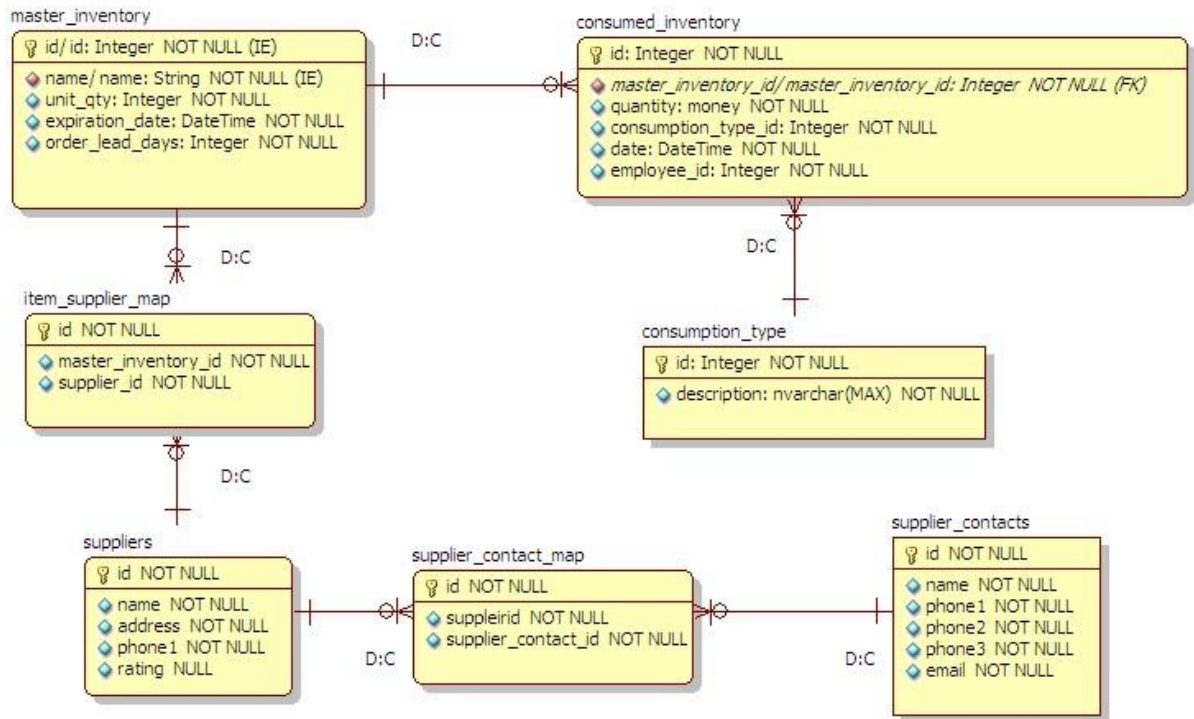 master_inventory
id/id: Integer NOT NULL (IE)
name/name: String NOT NULL (IE)
unit_qty: Integer NOT NULL
expiration_date: DateTime NOT NULL
order_lead_days: Integer NOT NULL
D:C
consumed_inventory
id: Integer NOT NULL
master_inventory_id/master_inventory_id: Integer NOT NULL (FK)
quantity: money NOT NULL
consumption_type_id: Integer NOT NULL
date: DateTime NOT NULL
employee_id: Integer NOT NULL
D:C
D:C
item_supplier_map
id NOT NULL
master_inventory_id NOT NULL
supplier_id NOT NULL
consumption_type
id: Integer NOT NULL
description: nvarchar(MAX) NOT NULL
D:C
suppliers
id NOT NULL
name NOT NULL
address NOT NULL
phone1 NOT NULL
rating NULL
D:C
supplier_contact_map
id NOT NULL
suppleirid NOT NULL
supplier_contact_id NOT NULL
D:C
supplier_contacts
id NOT NULL
name NOT NULL
phone1 NOT NULL
phone2 NOT NULL
phone3 NOT NULL
email NOT NULL